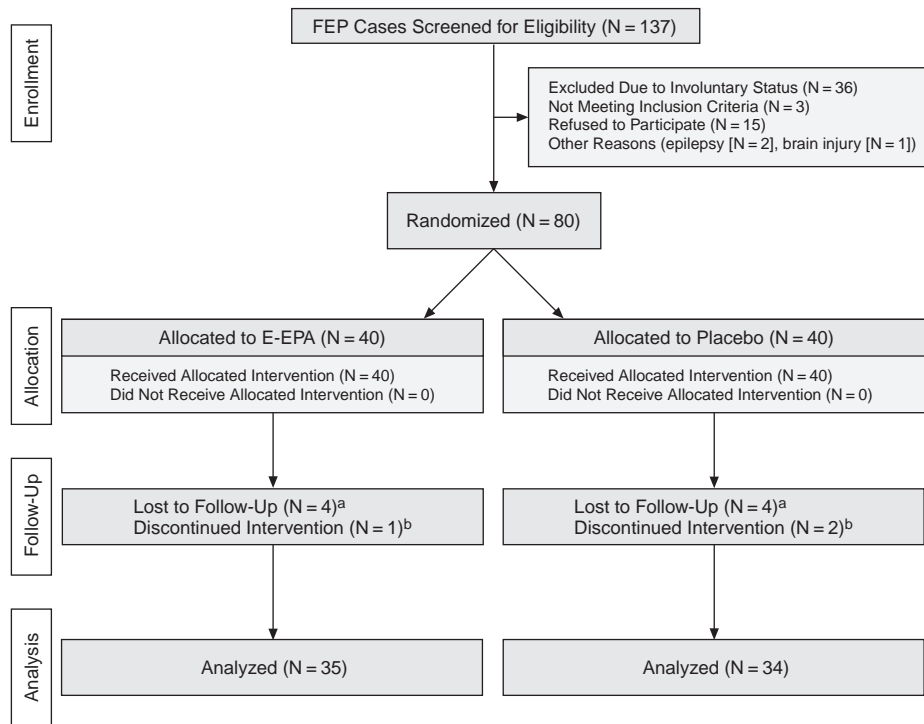 Enrollment
FEP Cases Screened for Eligibility (N = 137)
Excluded Due to Involuntary Status (N = 36)
Not Meeting Inclusion Criteria (N = 3)
Refused to Participate (N = 15)
Other Reasons (epilepsy [N = 2], brain injury [N = 1])
Randomized (N = 80)
Allocation
Allocated to E-EPA (N = 40)
Received Allocated Intervention (N = 40)
Did Not Receive Allocated Intervention (N = 0)
Allocated to Placebo (N = 40)
Received Allocated Intervention (N = 40)
Did Not Receive Allocated Intervention (N = 0)
Follow-Up
Lost to Follow-Up (N = 4)a
Discontinued Intervention (N = 1)b
Lost to Follow-Up (N = 4)a
Discontinued Intervention (N = 2)b
Analysis
Analyzed (N = 35)
Analyzed (N = 34)